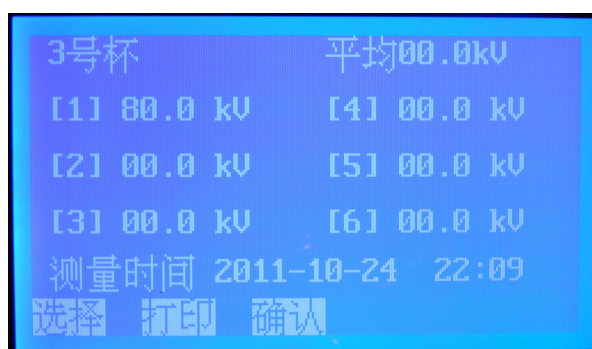 3号杯 平均00.0kV
[1] 80.0 kV [4] 00.0 kV
[2] 00.0 kV [5] 00.0 kV
[3] 00.0 kV [6] 00.0 kV
测量时间 2011-10-24 22:09
选择 打印 确认